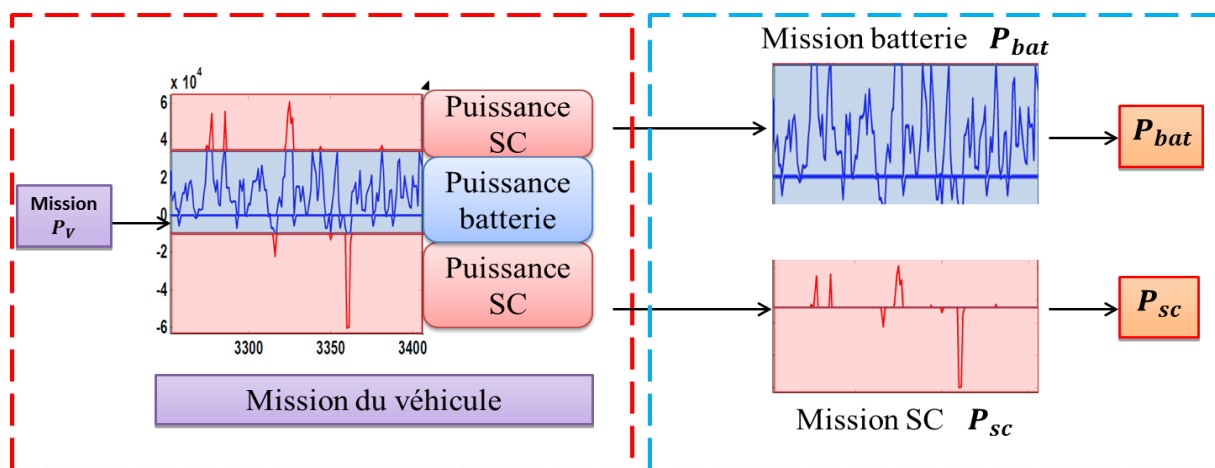 Mission
P_V
x 10^4
6
4
2
0
-2
-4
-6
3300
3350
3400
Puissance
SC
Puissance
batterie
Puissance
SC
Mission du véhicule
Mission batterie P_bat
P_bat
P_sc
Mission SC P_sc